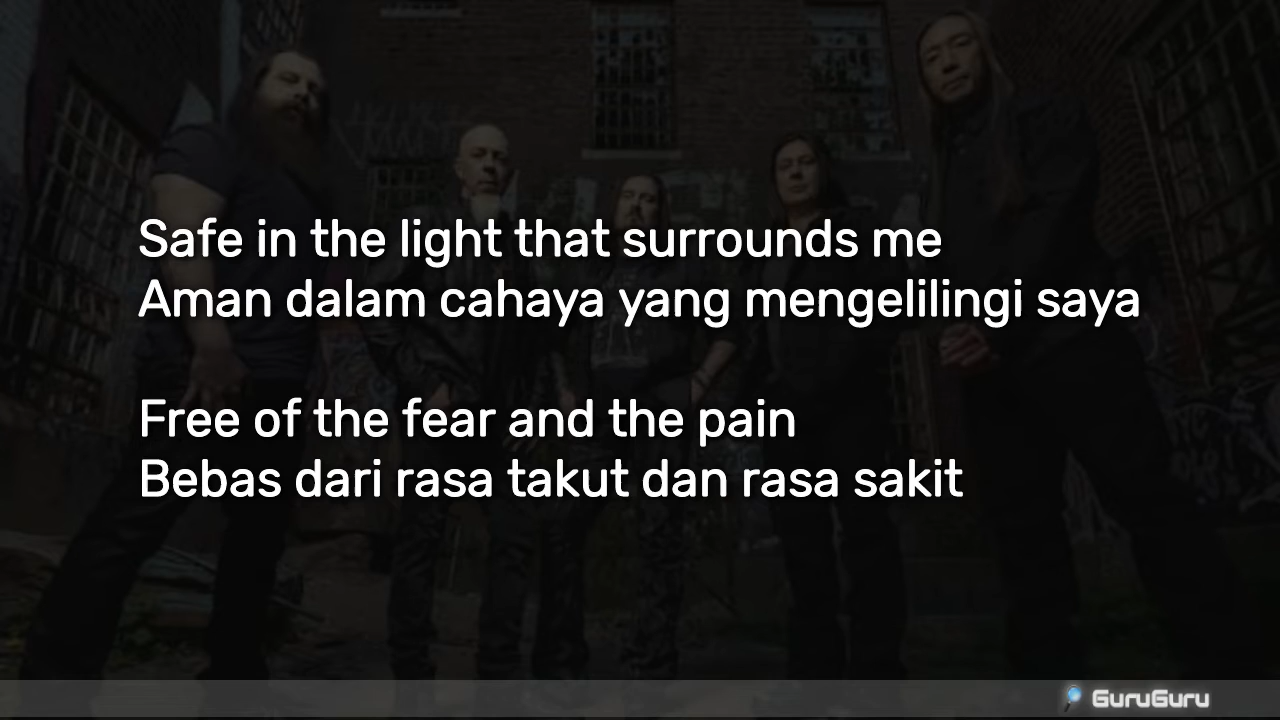 Safe in the light that surrounds me
Aman dalam cahaya yang mengelilingi saya
Free of the fear and the pain
Bebas dari rasa takut dan rasa sakit
GuruGuru